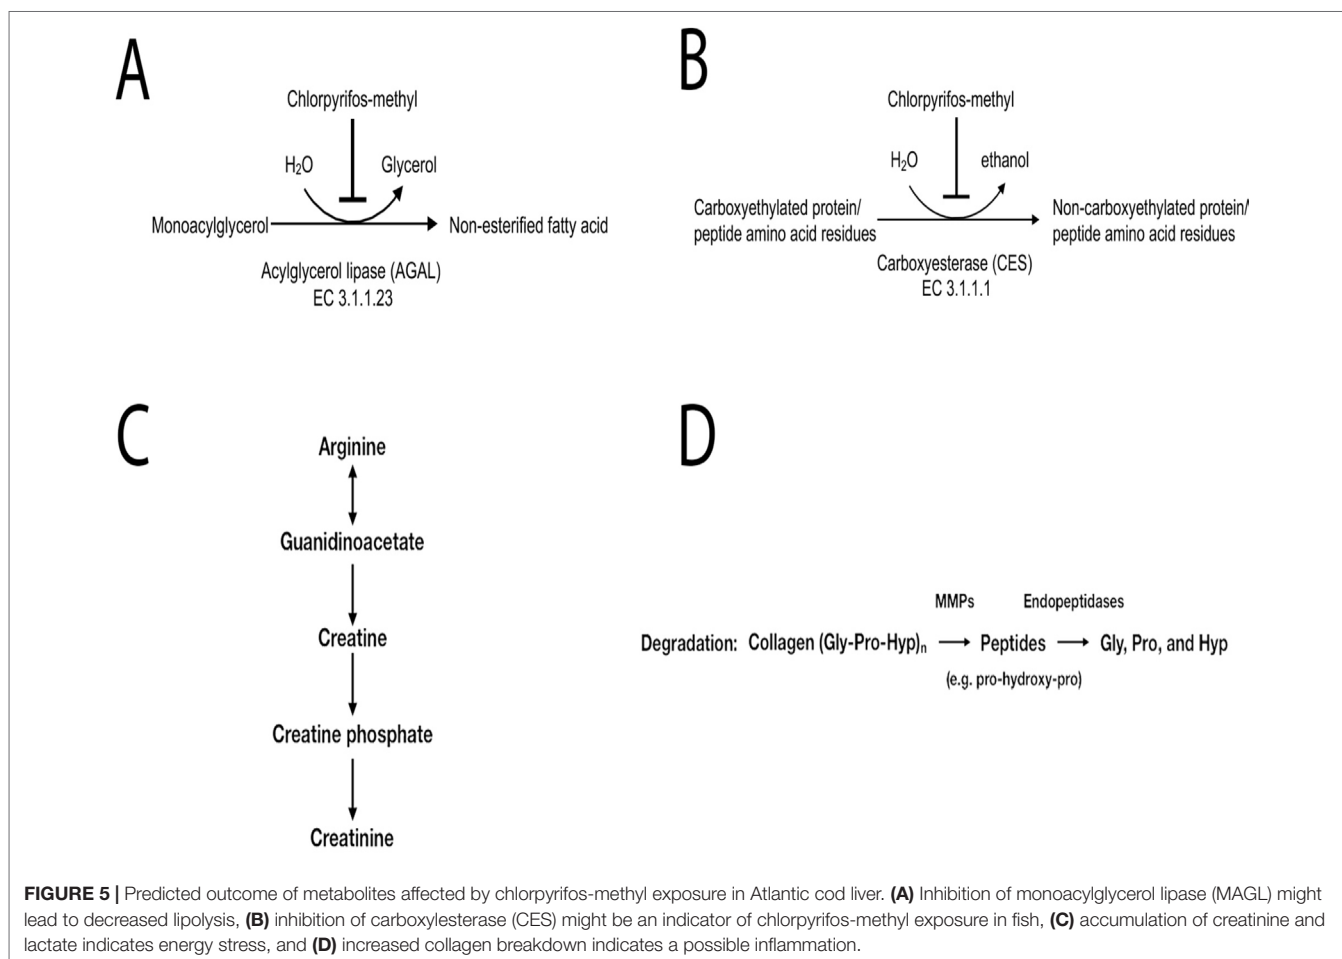 A
Chlorpyrifos-methyl
H₂O
Glycerol
Monoacylglycerol
Non-esterified fatty acid
Acylglycerol lipase (AGAL)
EC 3.1.1.23
B
Chlorpyrifos-methyl
H₂O
ethanol
Carboxyethylated protein/
peptide amino acid residues
Non-carboxyethylated protein/
peptide amino acid residues
Carboxyesterase (CES)
EC 3.1.1.1
C
Arginine
Guanidinoacetate
Creatine
Creatine phosphate
Creatinine
D
MMPs
Endopeptidases
Degradation: Collagen (Gly-Pro-Hyp)ₙ → Peptides → Gly, Pro, and Hyp
(e.g. pro-hydroxy-pro)
FIGURE 5 | Predicted outcome of metabolites affected by chlorpyrifos-methyl exposure in Atlantic cod liver. (A) Inhibition of monoacylglycerol lipase (MAGL) might
lead to decreased lipolysis, (B) inhibition of carboxylesterase (CES) might be an indicator of chlorpyrifos-methyl exposure in fish, (C) accumulation of creatinine and
lactate indicates energy stress, and (D) increased collagen breakdown indicates a possible inflammation.